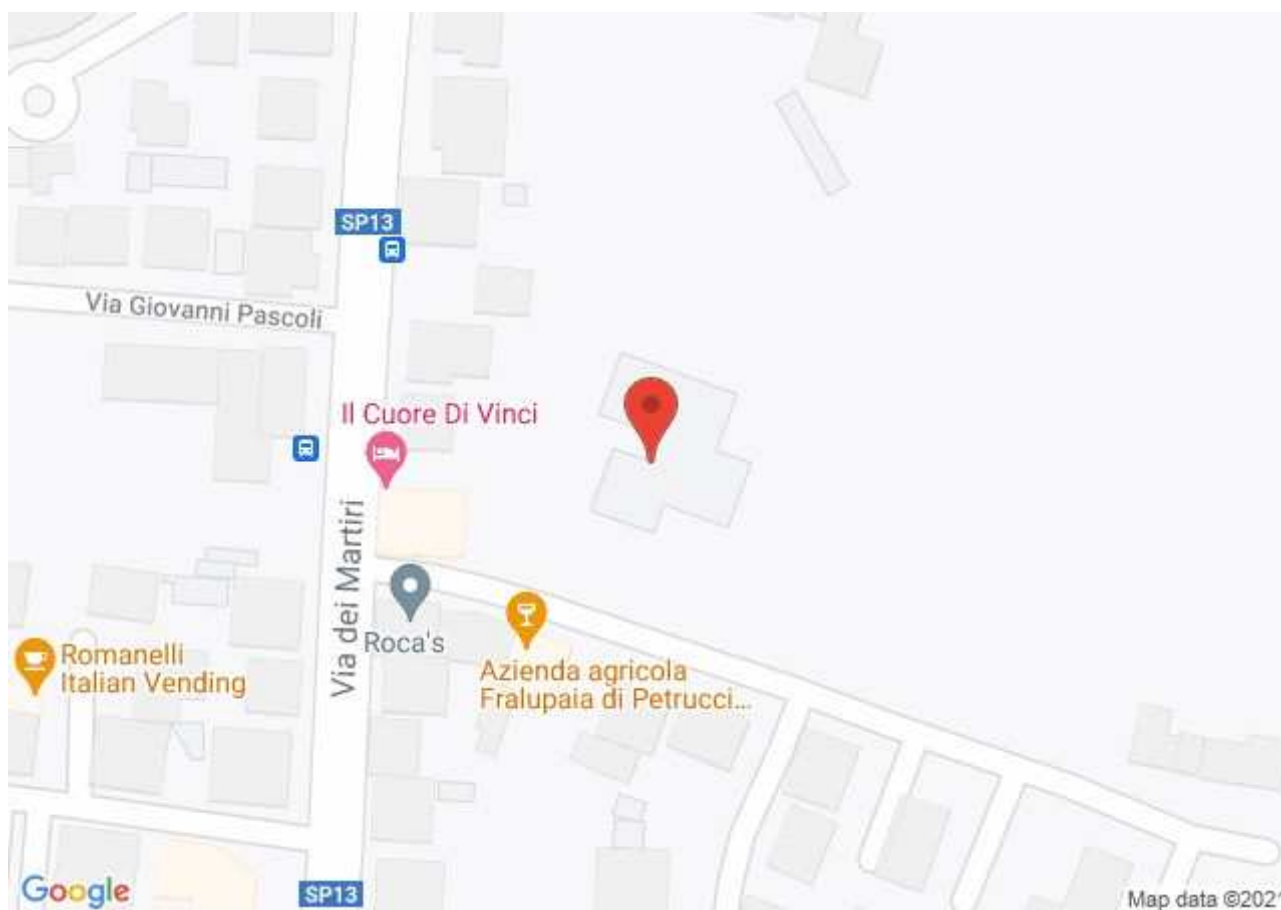 SP13
Via Giovanni Pascoli
Il Cuore Di Vinci
Via dei Martiri
Roca's
Romanelli
Italian Vending
Azienda agricola
Fralupaia di Petrucci...
Google
SP13
Map data ©202